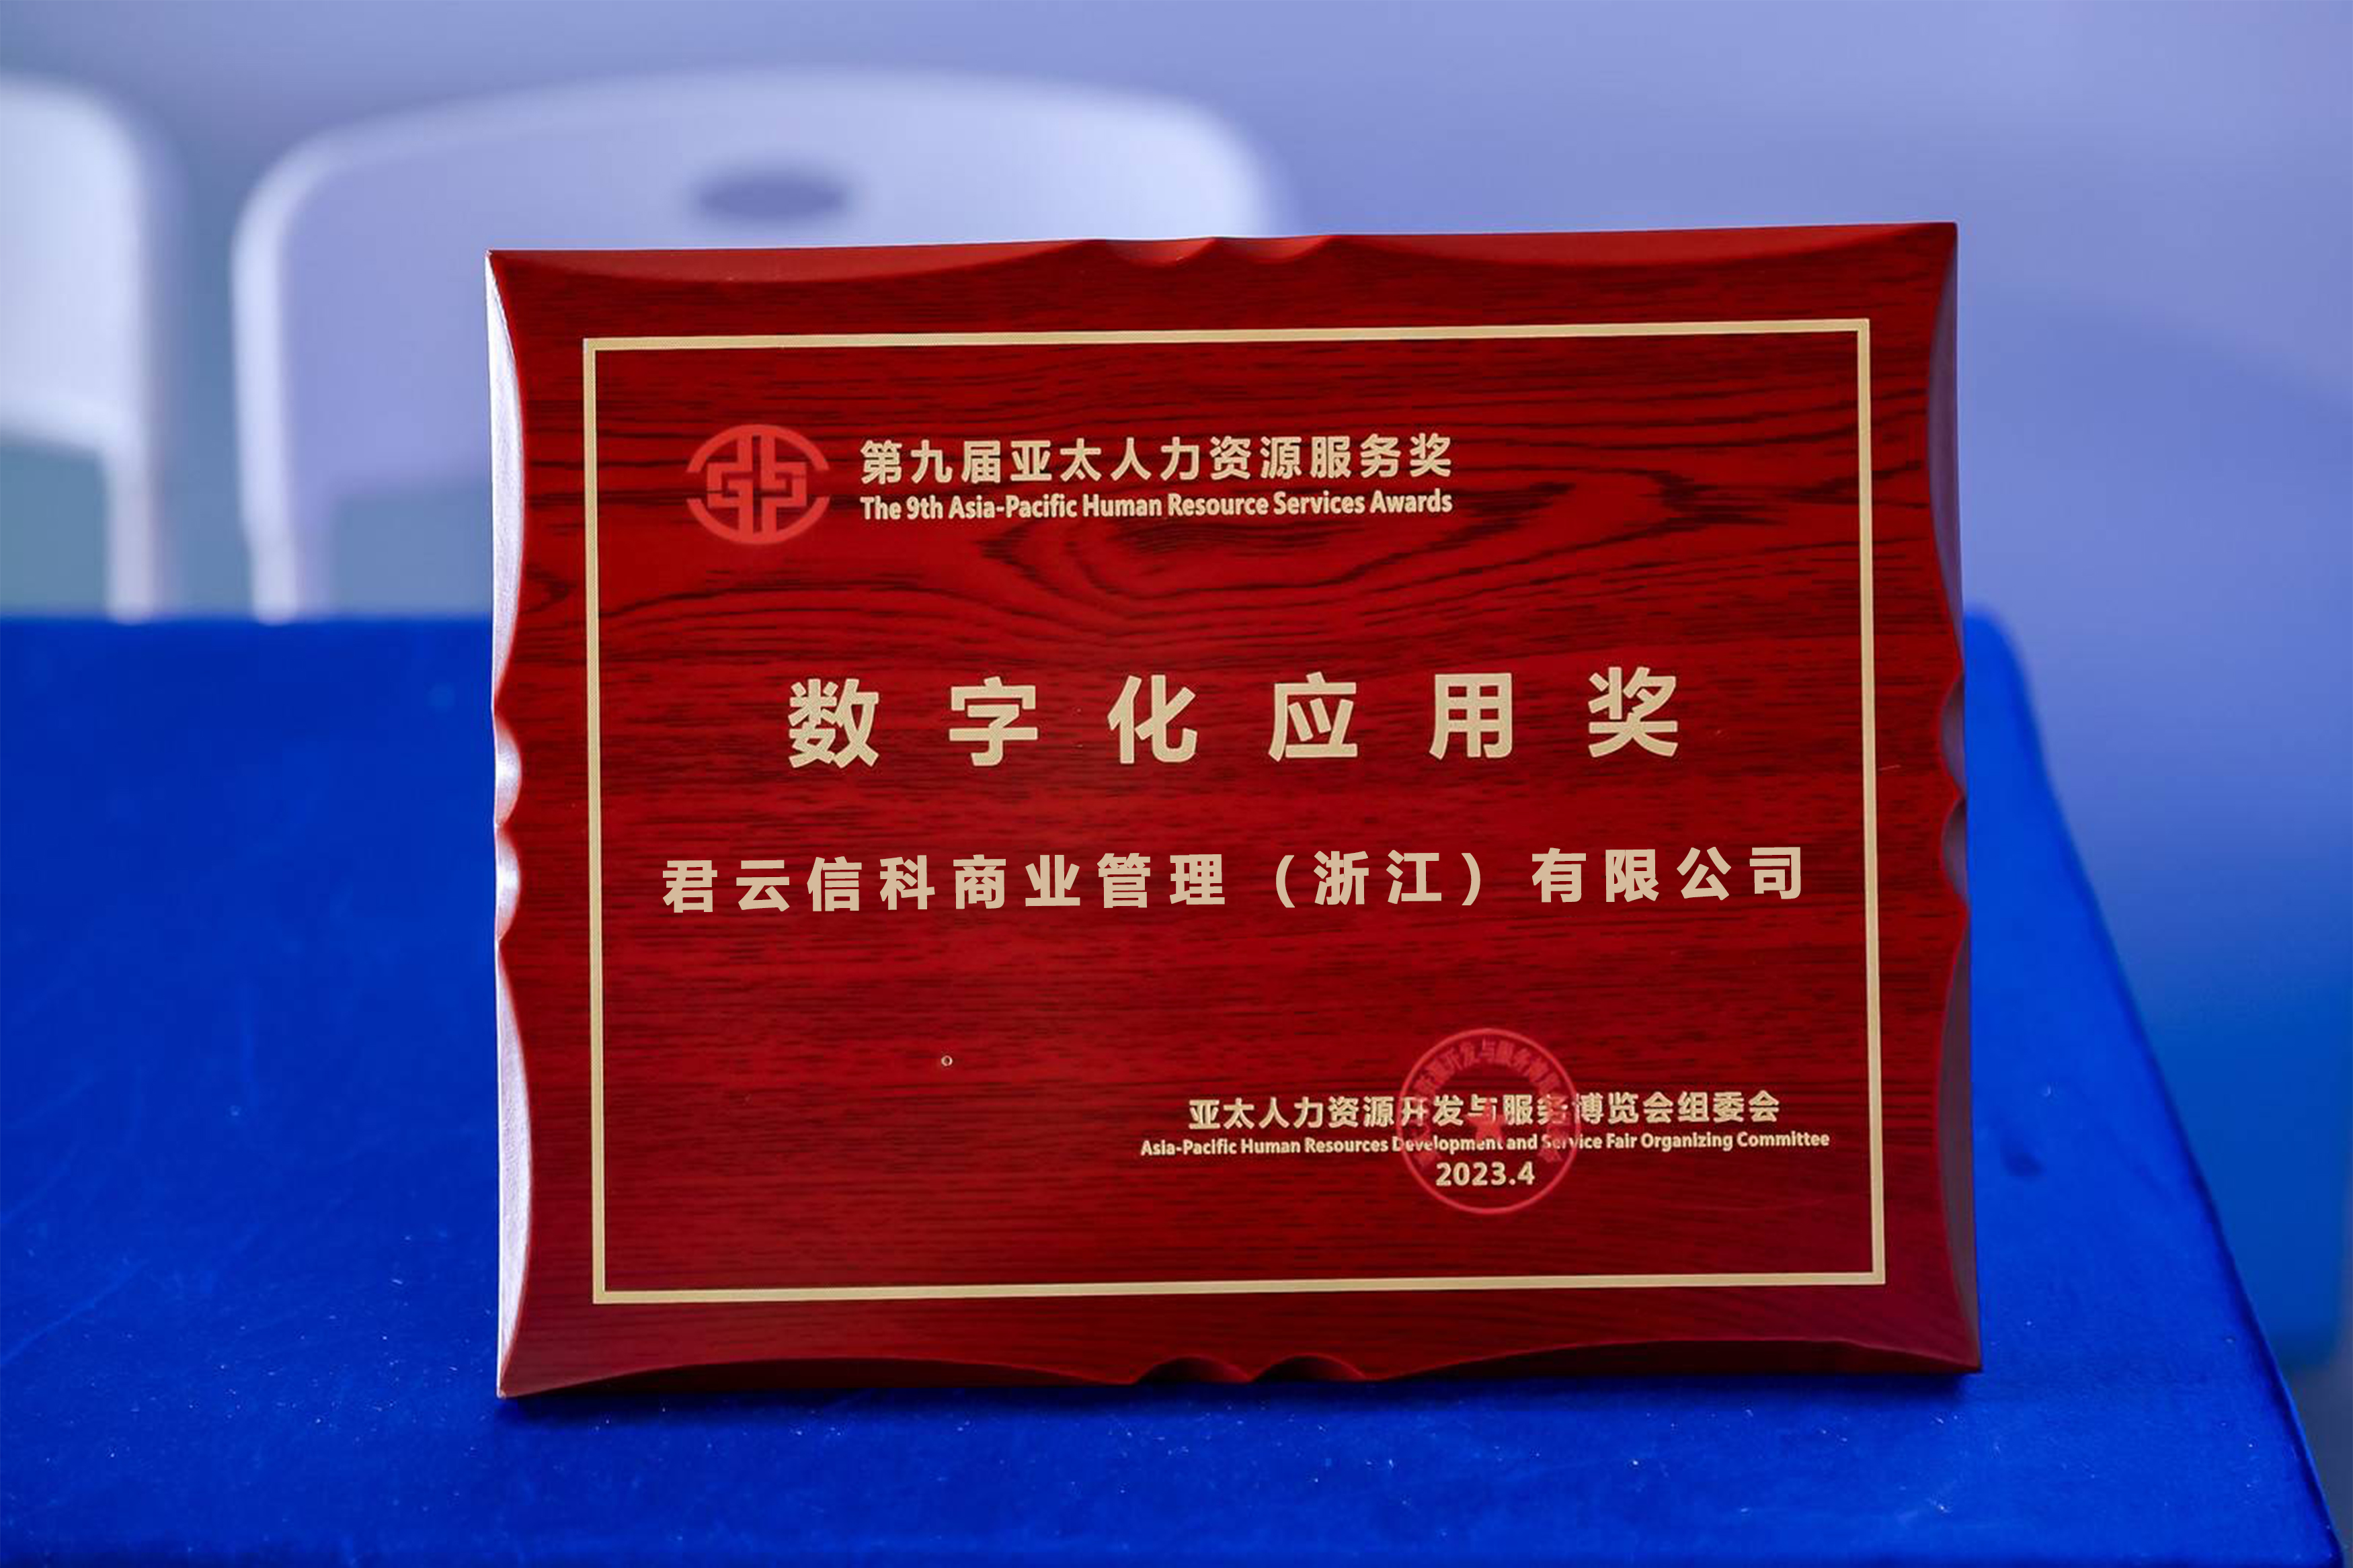 第九届亚太人力资源服务奖
The 9th Asia-Pacific Human Resource Services Awards
数字化应用奖
君云信科商业管理（浙江）有限公司
亚太人力资源开发与服务博览会组委会
Asia-Pacific Human Resources Development and Service Fair Organizing Committee
2023.4